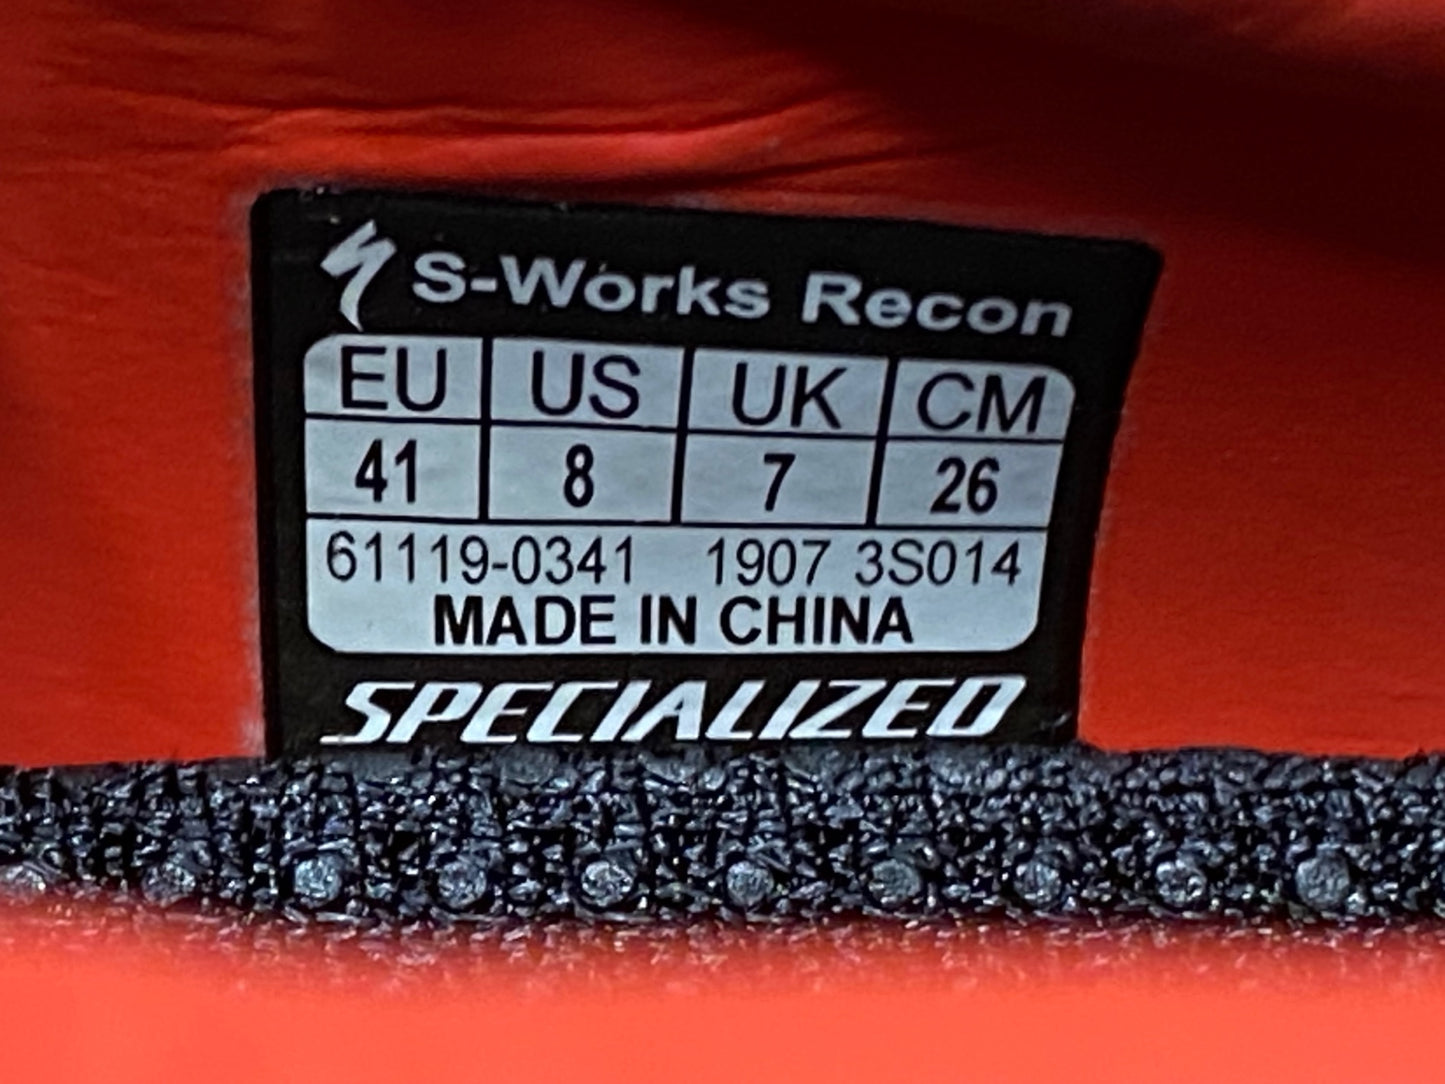 S-Works Recon
EU US UK CM
41 8 7 26
61119-0341 1907 3S014
MADE IN CHINA
SPECIALIZED